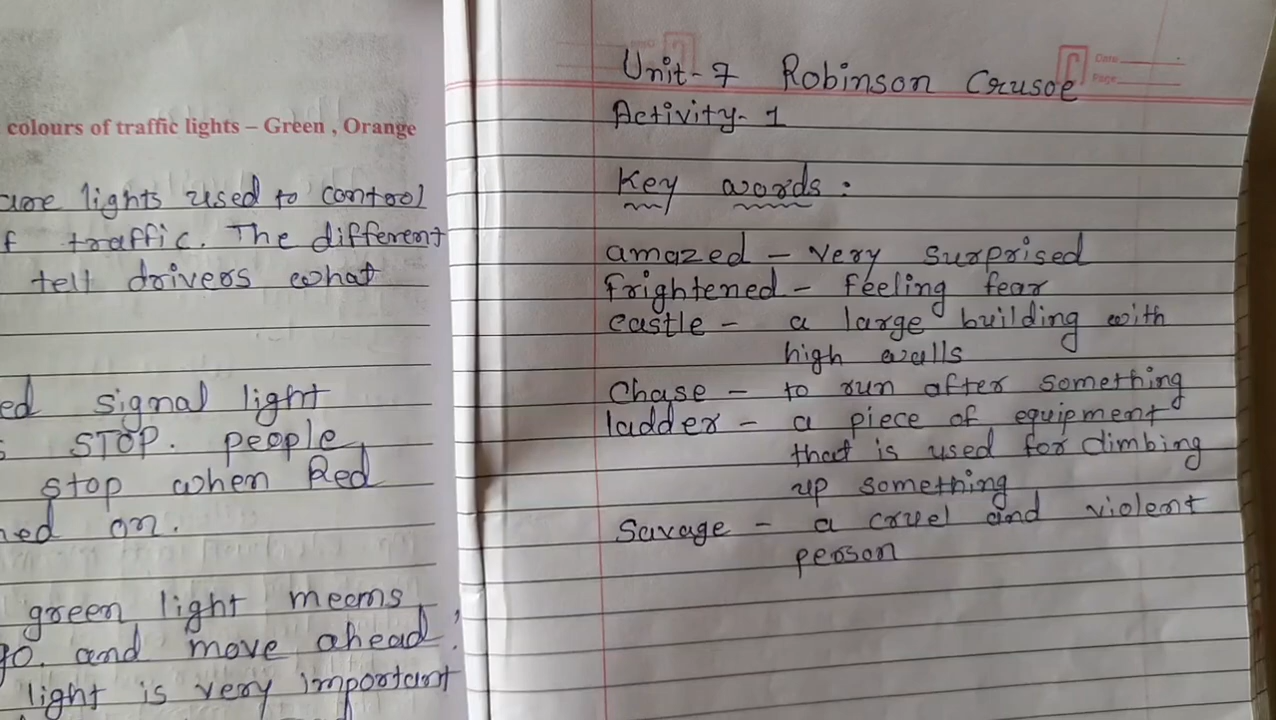 colours of traffic lights – Green , Orange
are lights used to control
f traffic. The different
tell drivers what
ed signal light
s STOP. people
stop when Red
ned on.
green light means
go. and move ahead.
light is very important
Date
Page
Unit-7 Robinson Crusoe
Activity-1
Key words :
amazed – very surprised
frightened – feeling fear
castle – a large building with
high walls
Chase – to run after something
ladder – a piece of equipment
that is used for climbing
up something
Savage – a cruel and violent
person